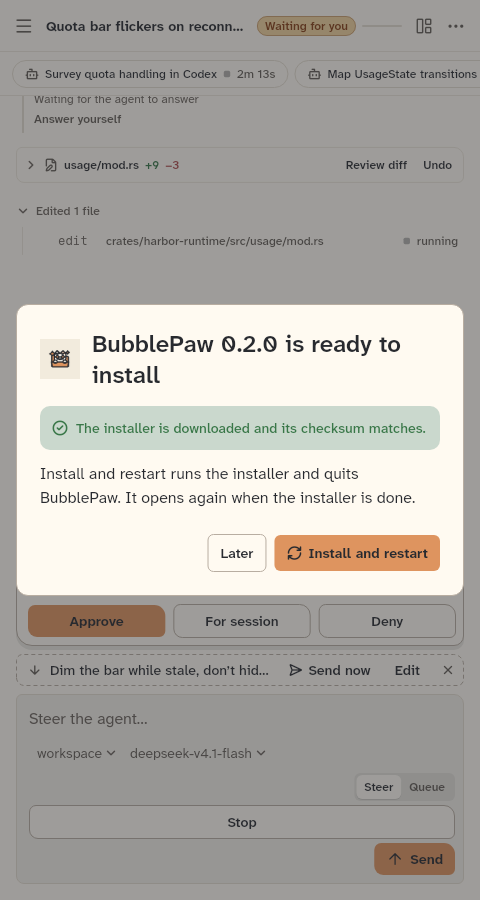 Quota bar flickers on reconn...
Waiting for you
Survey quota handling in Codex
2m 13s
Map UsageState transitions
Waiting for the agent to answer
Answer yourself
usage/mod.rs +9 −3
Review diff
Undo
Edited 1 file
edit crates/harbor-runtime/src/usage/mod.rs
running
BubblePaw 0.2.0 is ready to
install
The installer is downloaded and its checksum matches.
Install and restart runs the installer and quits
BubblePaw. It opens again when the installer is done.
Later
Install and restart
Approve
For session
Deny
Dim the bar while stale, don't hid...
Send now
Edit
Steer the agent...
workspace
deepseek-v4.1-flash
Steer
Queue
Stop
Send